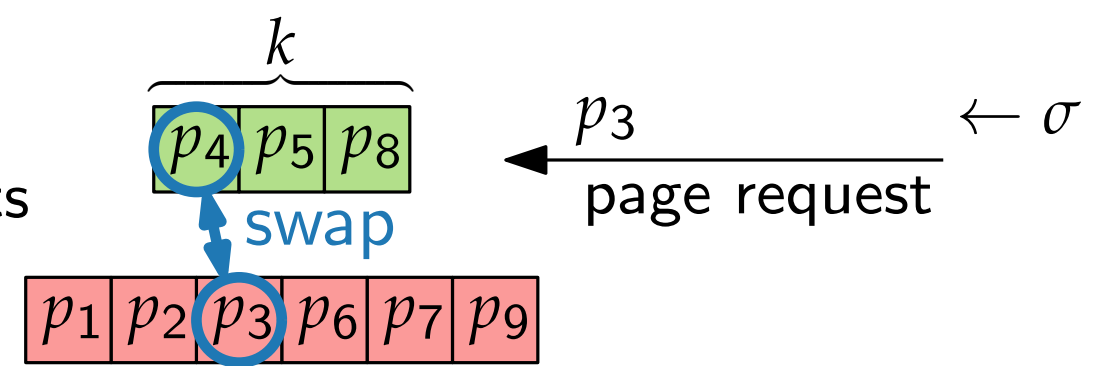 k
p4 p5 p8
p3
← σ
page request
swap
p1 p2 p3 p6 p7 p9